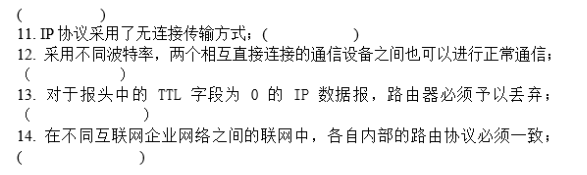 (                )
11. IP 协议采用了无连接传输方式；(                )
12. 采用不同波特率，两个相互直接连接的通信设备之间也可以进行正常通信；
(                )
13. 对于报头中的 TTL 字段为 0 的 IP 数据报，路由器必须予以丢弃；
(                    )
14. 在不同互联网企业网络之间的联网中，各自内部的路由协议必须一致；
(                    )